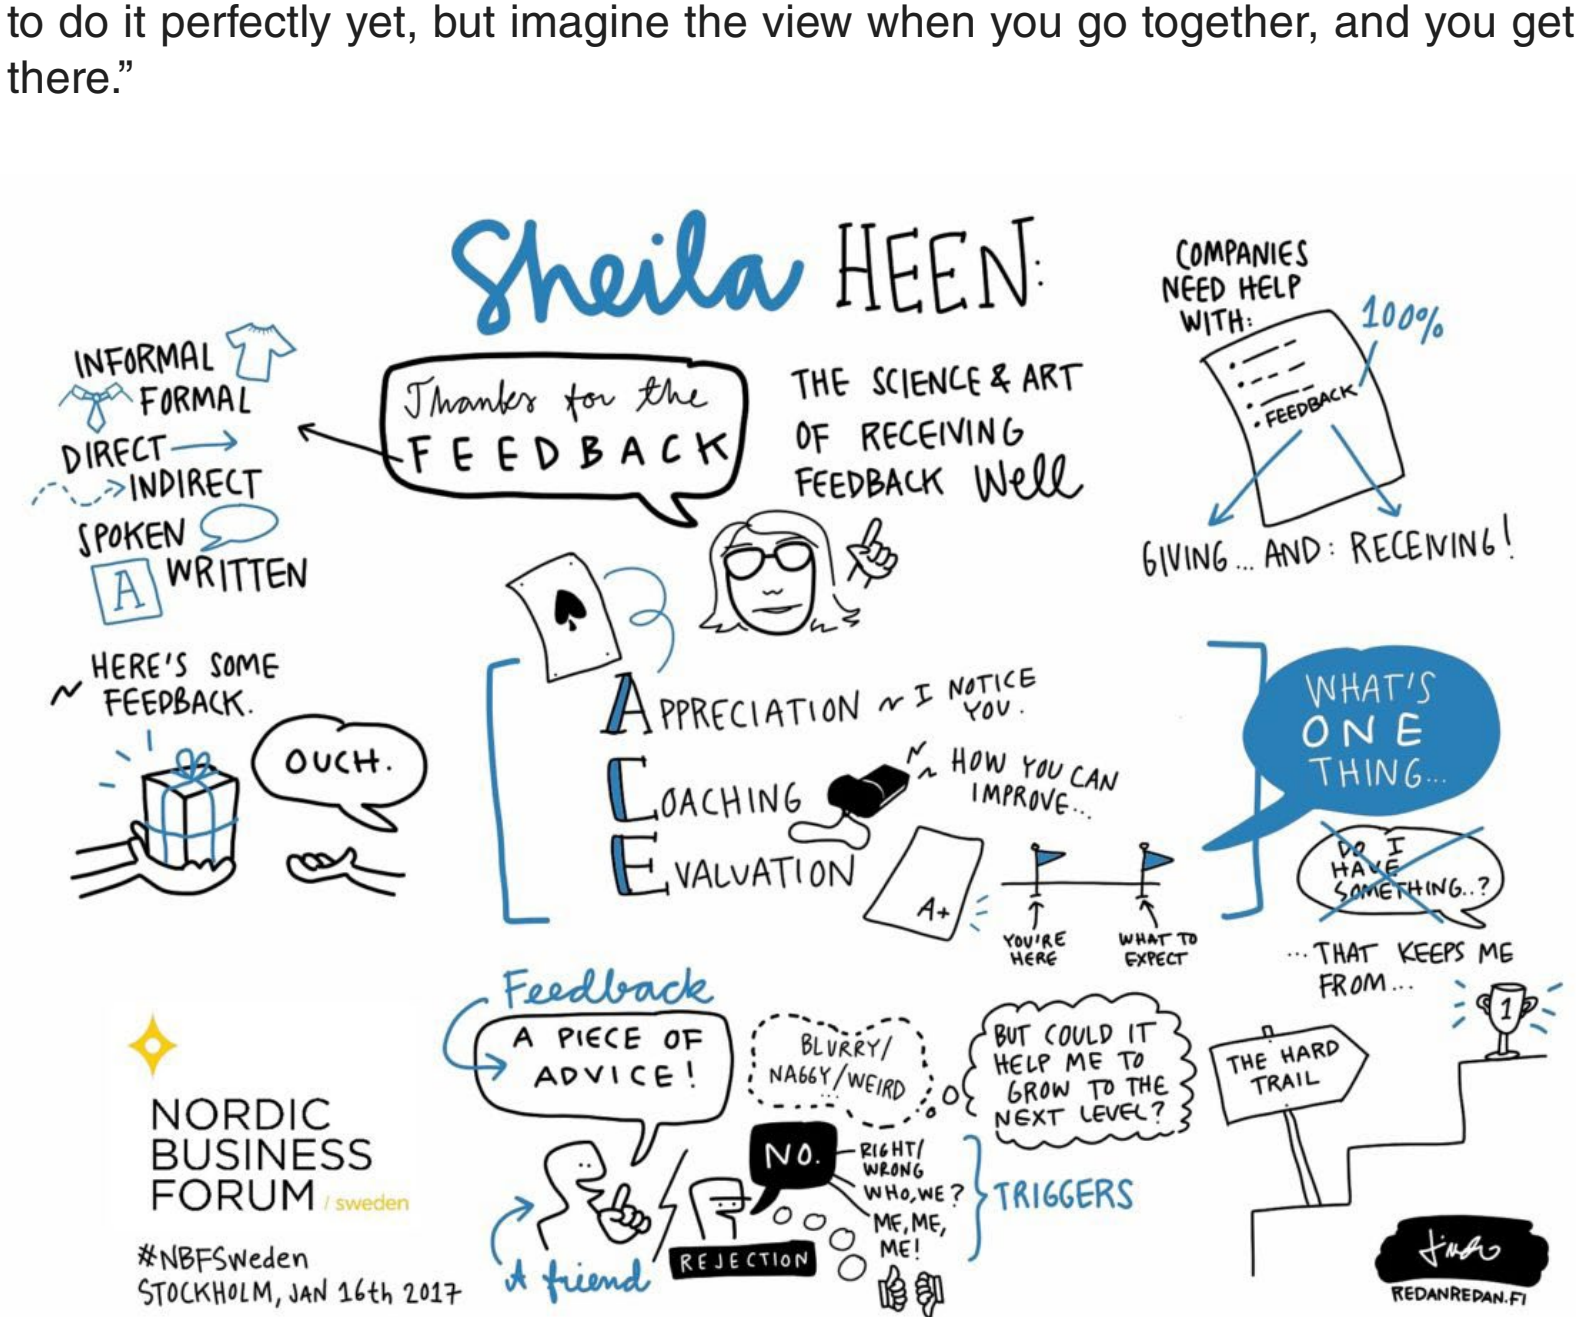 to do it perfectly yet, but imagine the view when you go together, and you get
there.”
Sheila HEEN:
COMPANIES
NEED HELP
WITH:
100%
FEEDBACK
GIVING... AND: RECEIVING!
INFORMAL
FORMAL
DIRECT
INDIRECT
SPOKEN
A WRITTEN
Thanks for the
FEEDBACK
THE SCIENCE & ART
OF RECEIVING
FEEDBACK Well
HERE'S SOME
FEEDBACK.
OUCH.
APPRECIATION ~ I NOTICE
YOU.
COACHING
HOW YOU CAN
IMPROVE...
EVALUATION
A+
YOU'RE
HERE
WHAT TO
EXPECT
WHAT'S
ONE
THING...
DO I
HAVE
SOMETHING..?
...THAT KEEPS ME
FROM...
1
THE HARD
TRAIL
Feedback
A PIECE OF
ADVICE!
A friend
BLURRY/
NAGGY/WEIRD
...
BUT COULD IT
HELP ME TO
GROW TO THE
NEXT LEVEL?
NO.
REJECTION
RIGHT/
WRONG
WHO, WE?
ME, ME,
ME!
TRIGGERS
NORDIC
BUSINESS
FORUM / sweden
#NBFSweden
STOCKHOLM, JAN 16th 2017
REDANREDAN.FI